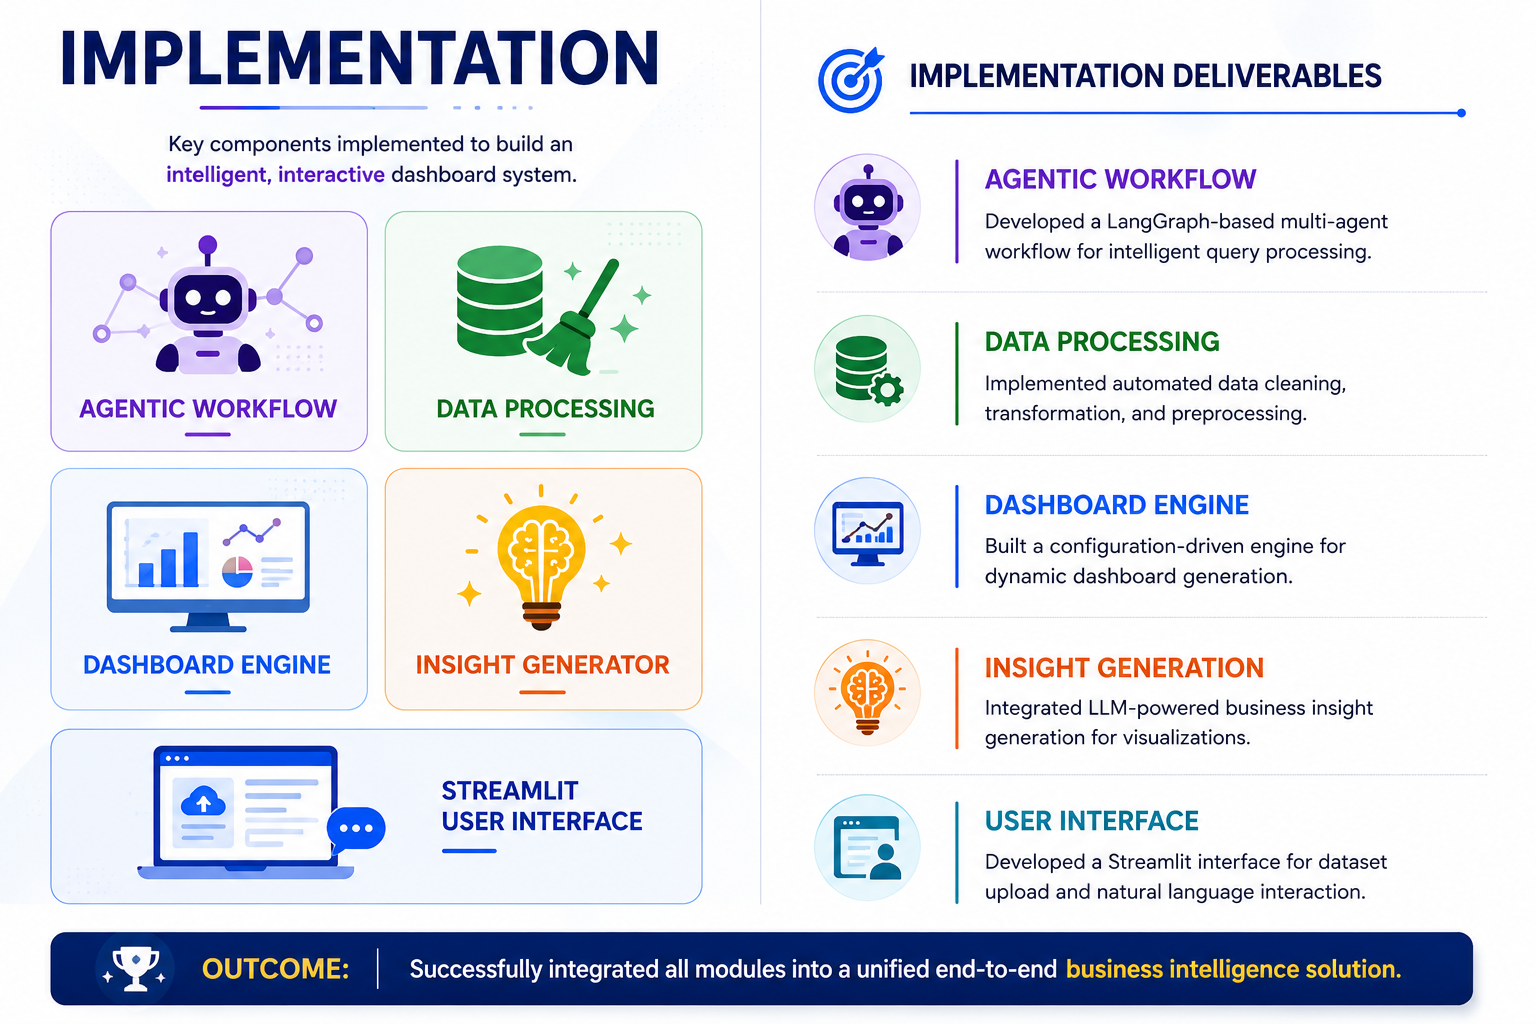 IMPLEMENTATION
Key components implemented to build an
intelligent, interactive dashboard system.
AGENTIC WORKFLOW
DATA PROCESSING
DASHBOARD ENGINE
INSIGHT GENERATOR
STREAMLIT
USER INTERFACE
IMPLEMENTATION DELIVERABLES
AGENTIC WORKFLOW
Developed a LangGraph-based multi-agent
workflow for intelligent query processing.
DATA PROCESSING
Implemented automated data cleaning,
transformation, and preprocessing.
DASHBOARD ENGINE
Built a configuration-driven engine for
dynamic dashboard generation.
INSIGHT GENERATION
Integrated LLM-powered business insight
generation for visualizations.
USER INTERFACE
Developed a Streamlit interface for dataset
upload and natural language interaction.
OUTCOME: Successfully integrated all modules into a unified end-to-end business intelligence solution.